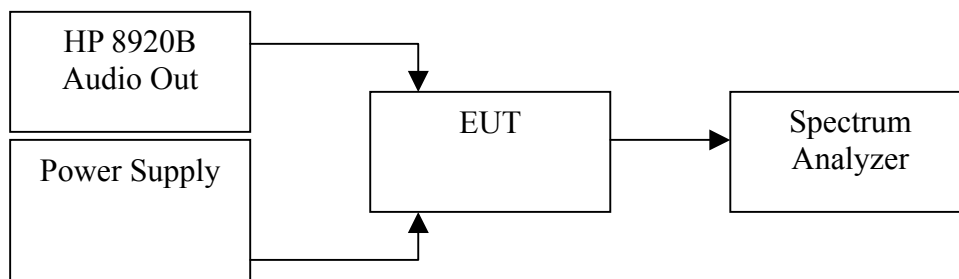 HP 8920B
Audio Out
EUT
Spectrum
Analyzer
Power Supply